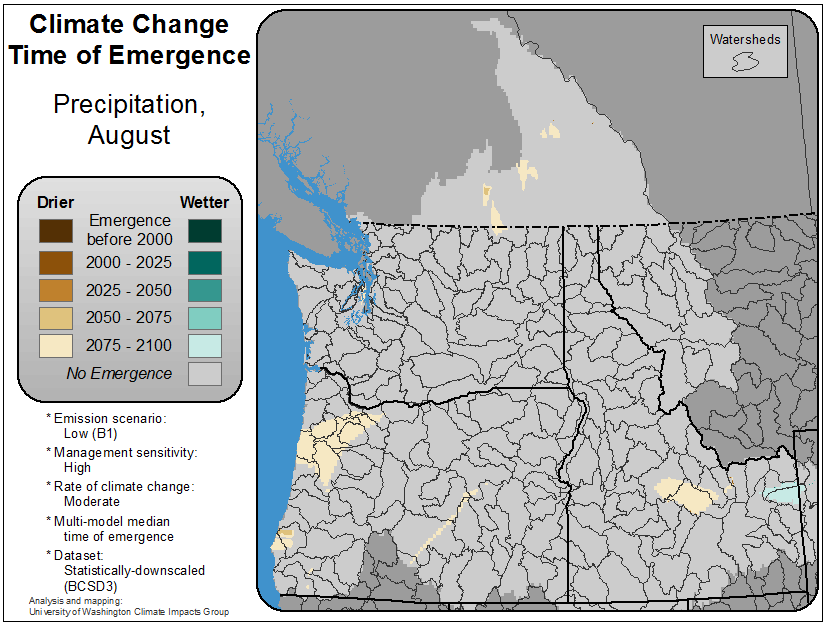 Climate Change
Time of Emergence
Precipitation,
August
Watersheds
Drier
Wetter
Emergence
before 2000
2000 - 2025
2025 - 2050
2050 - 2075
2075 - 2100
No Emergence
* Emission scenario:
Low (B1)
* Management sensitivity:
High
* Rate of climate change:
Moderate
* Multi-model median
time of emergence
* Dataset:
Statistically-downscaled
(BCSD3)
Analysis and mapping:
University of Washington Climate Impacts Group